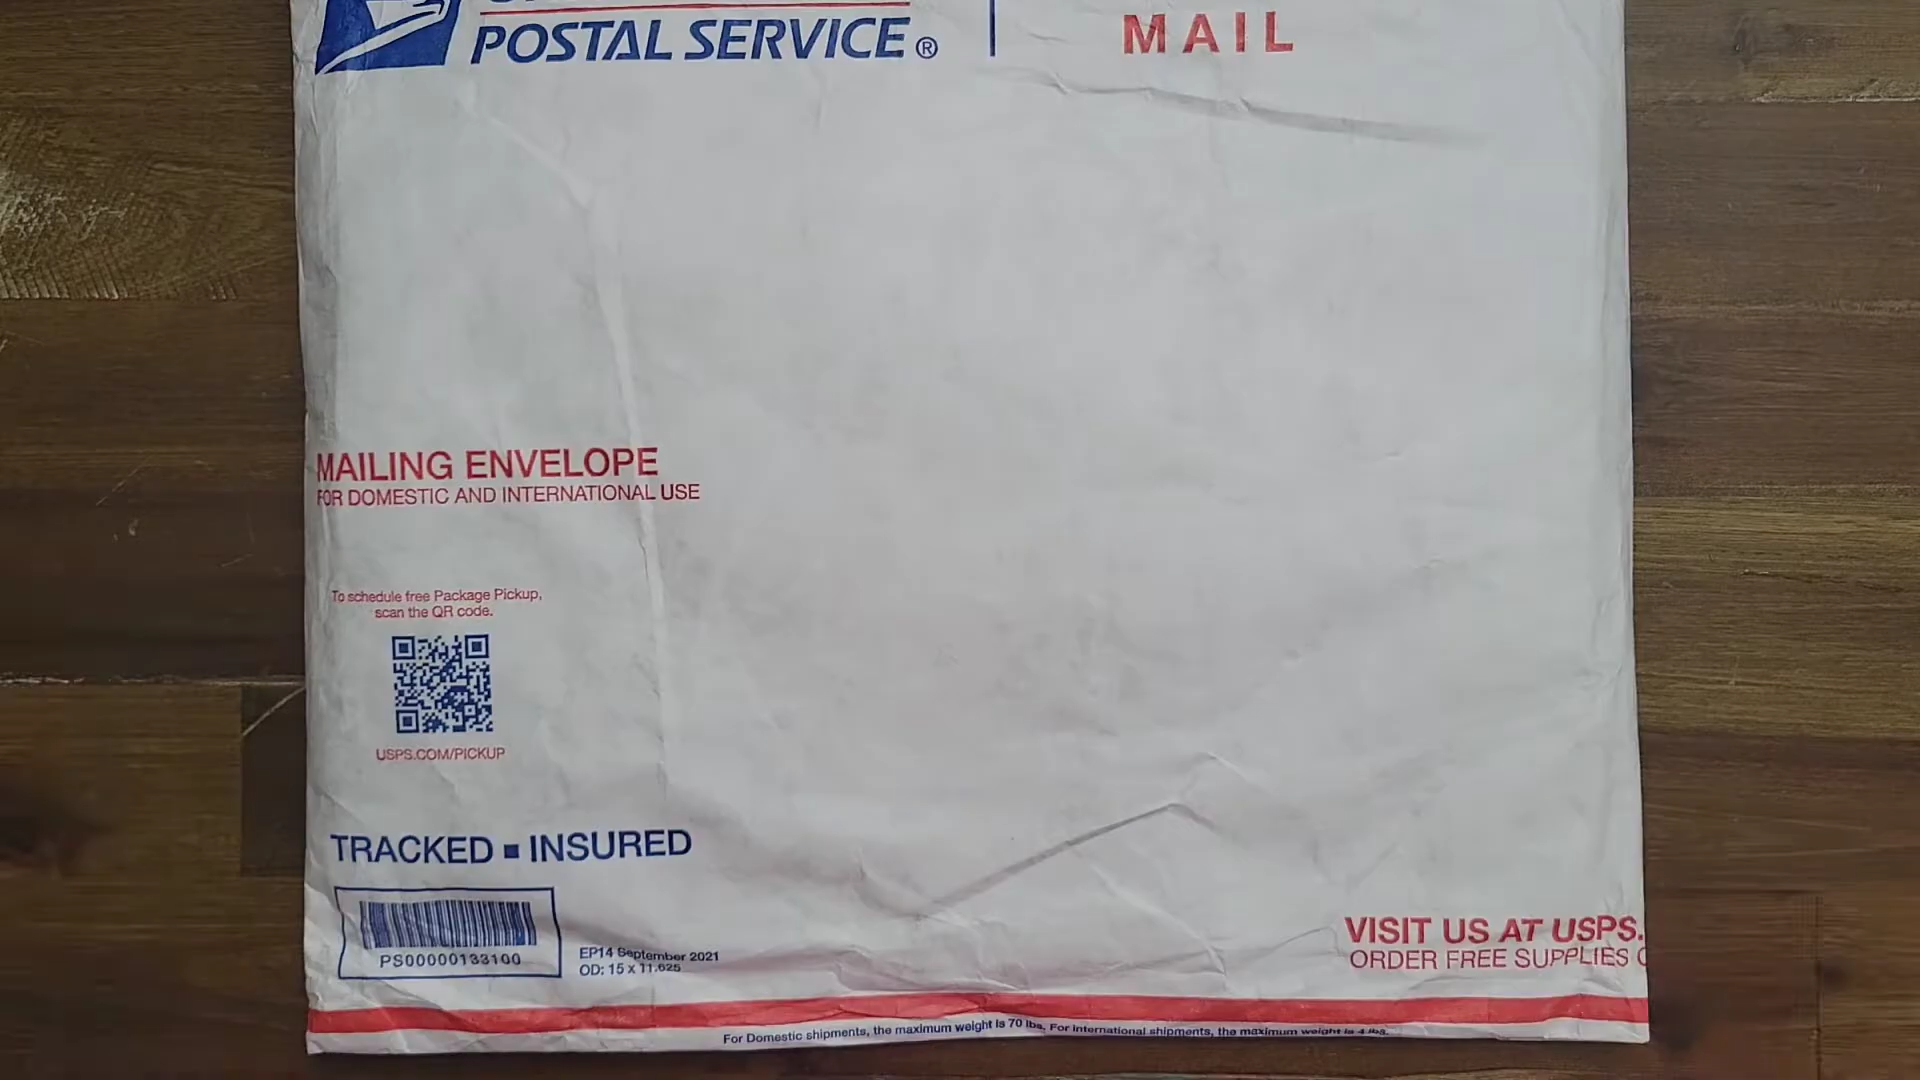 POSTAL SERVICE®
MAIL
MAILING ENVELOPE
FOR DOMESTIC AND INTERNATIONAL USE
To schedule free Package Pickup,
scan the QR code.
USPS.COM/PICKUP
TRACKED ■ INSURED
PS00000133100
EP14 September 2021
OD: 15 x 11.625
VISIT US AT USPS.
ORDER FREE SUPPLIES
For Domestic shipments, the maximum weight is 70 lbs. For international shipments, the maximum weight is 4 lbs.